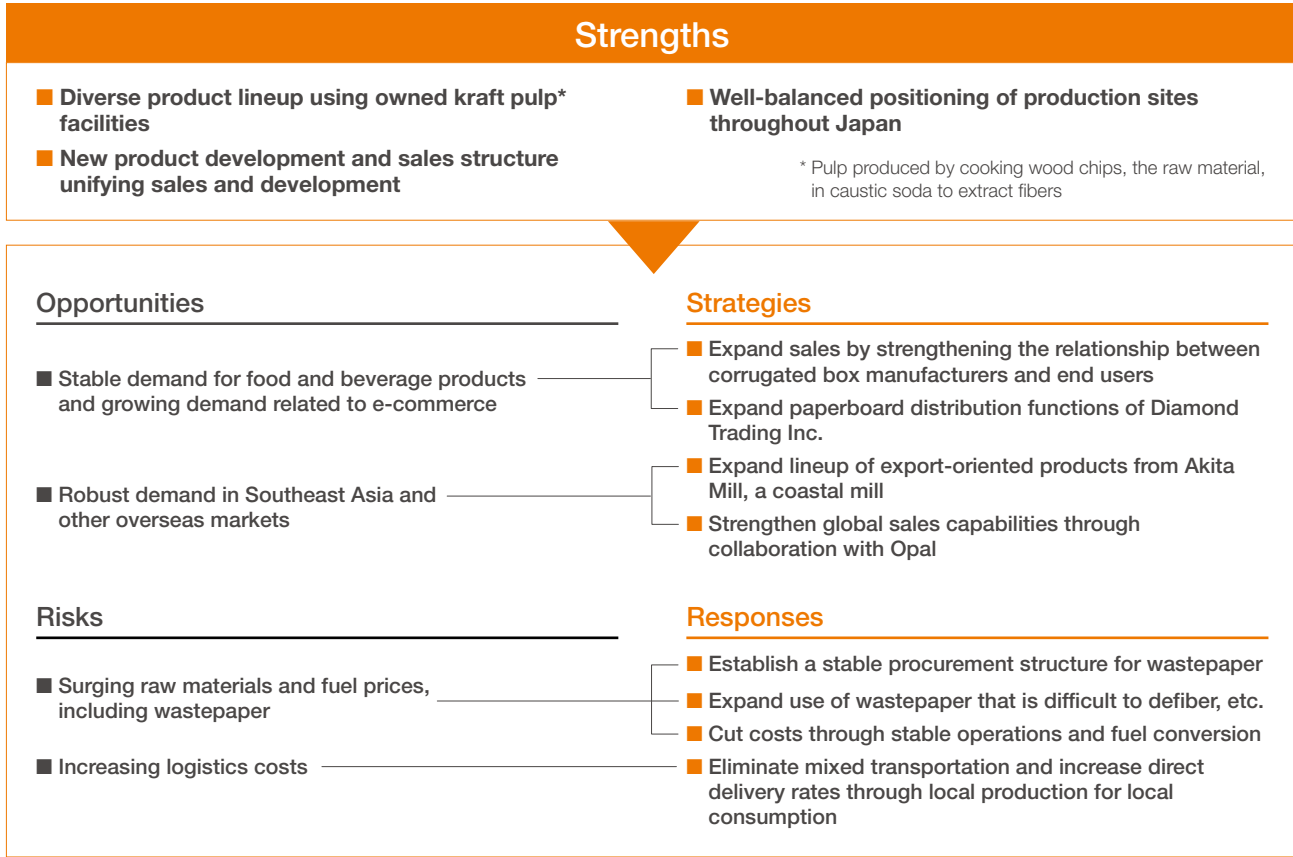 Strengths
■ Diverse product lineup using owned kraft pulp*
facilities
■ New product development and sales structure
unifying sales and development
■ Well-balanced positioning of production sites
throughout Japan
* Pulp produced by cooking wood chips, the raw material,
in caustic soda to extract fibers
Opportunities
■ Stable demand for food and beverage products
and growing demand related to e-commerce
■ Robust demand in Southeast Asia and
other overseas markets
Strategies
■ Expand sales by strengthening the relationship between
corrugated box manufacturers and end users
■ Expand paperboard distribution functions of Diamond
Trading Inc.
■ Expand lineup of export-oriented products from Akita
Mill, a coastal mill
■ Strengthen global sales capabilities through
collaboration with Opal
Risks
■ Surging raw materials and fuel prices,
including wastepaper
■ Increasing logistics costs
Responses
■ Establish a stable procurement structure for wastepaper
■ Expand use of wastepaper that is difficult to defiber, etc.
■ Cut costs through stable operations and fuel conversion
■ Eliminate mixed transportation and increase direct
delivery rates through local production for local
consumption